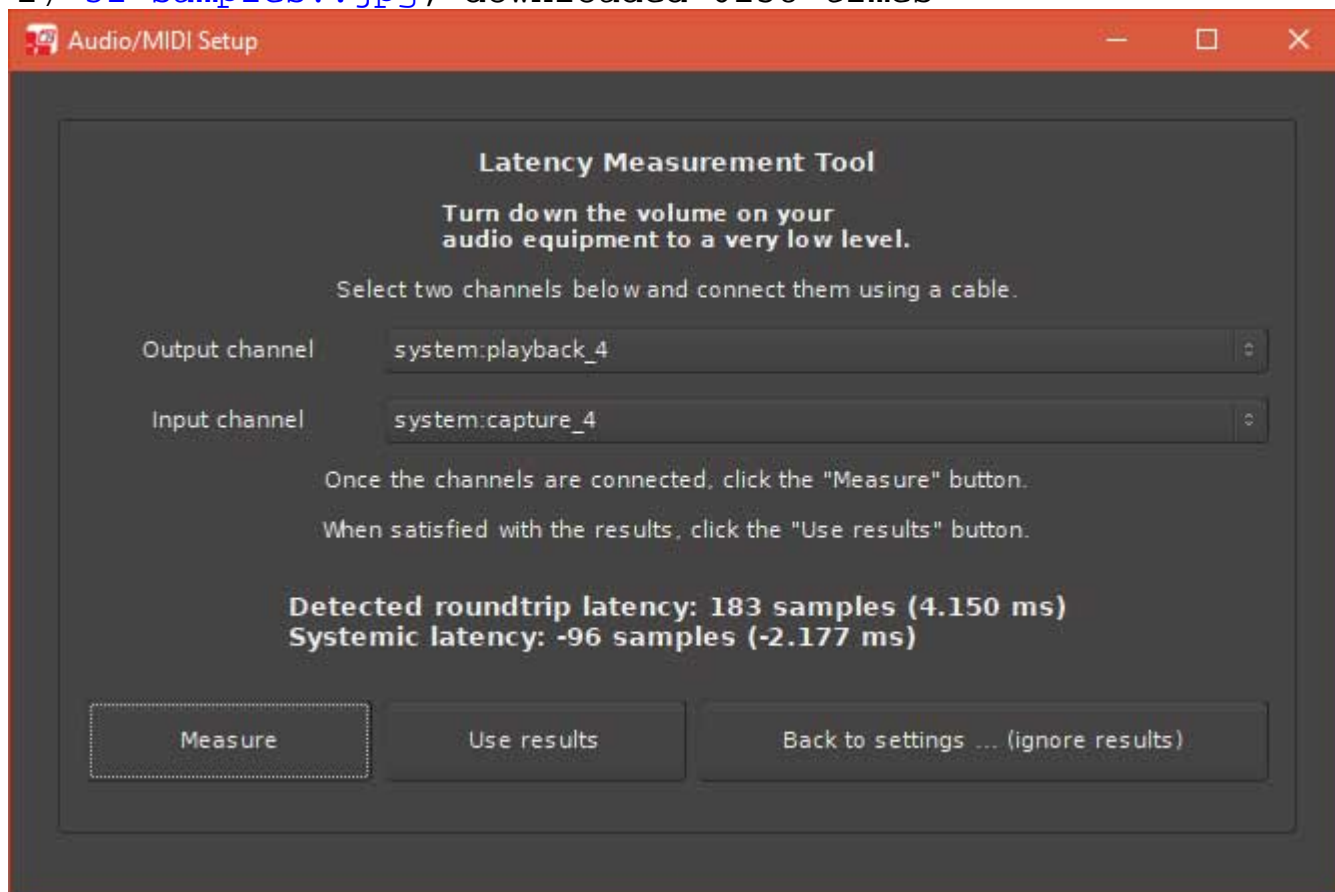 Audio/MIDI Setup
Latency Measurement Tool
Turn down the volume on your
audio equipment to a very low level.
Select two channels below and connect them using a cable.
Output channel system:playback_4
Input channel system:capture_4
Once the channels are connected, click the "Measure" button.
When satisfied with the results, click the "Use results" button.
Detected roundtrip latency: 183 samples (4.150 ms)
Systemic latency: -96 samples (-2.177 ms)
Measure Use results Back to settings ... (ignore results)